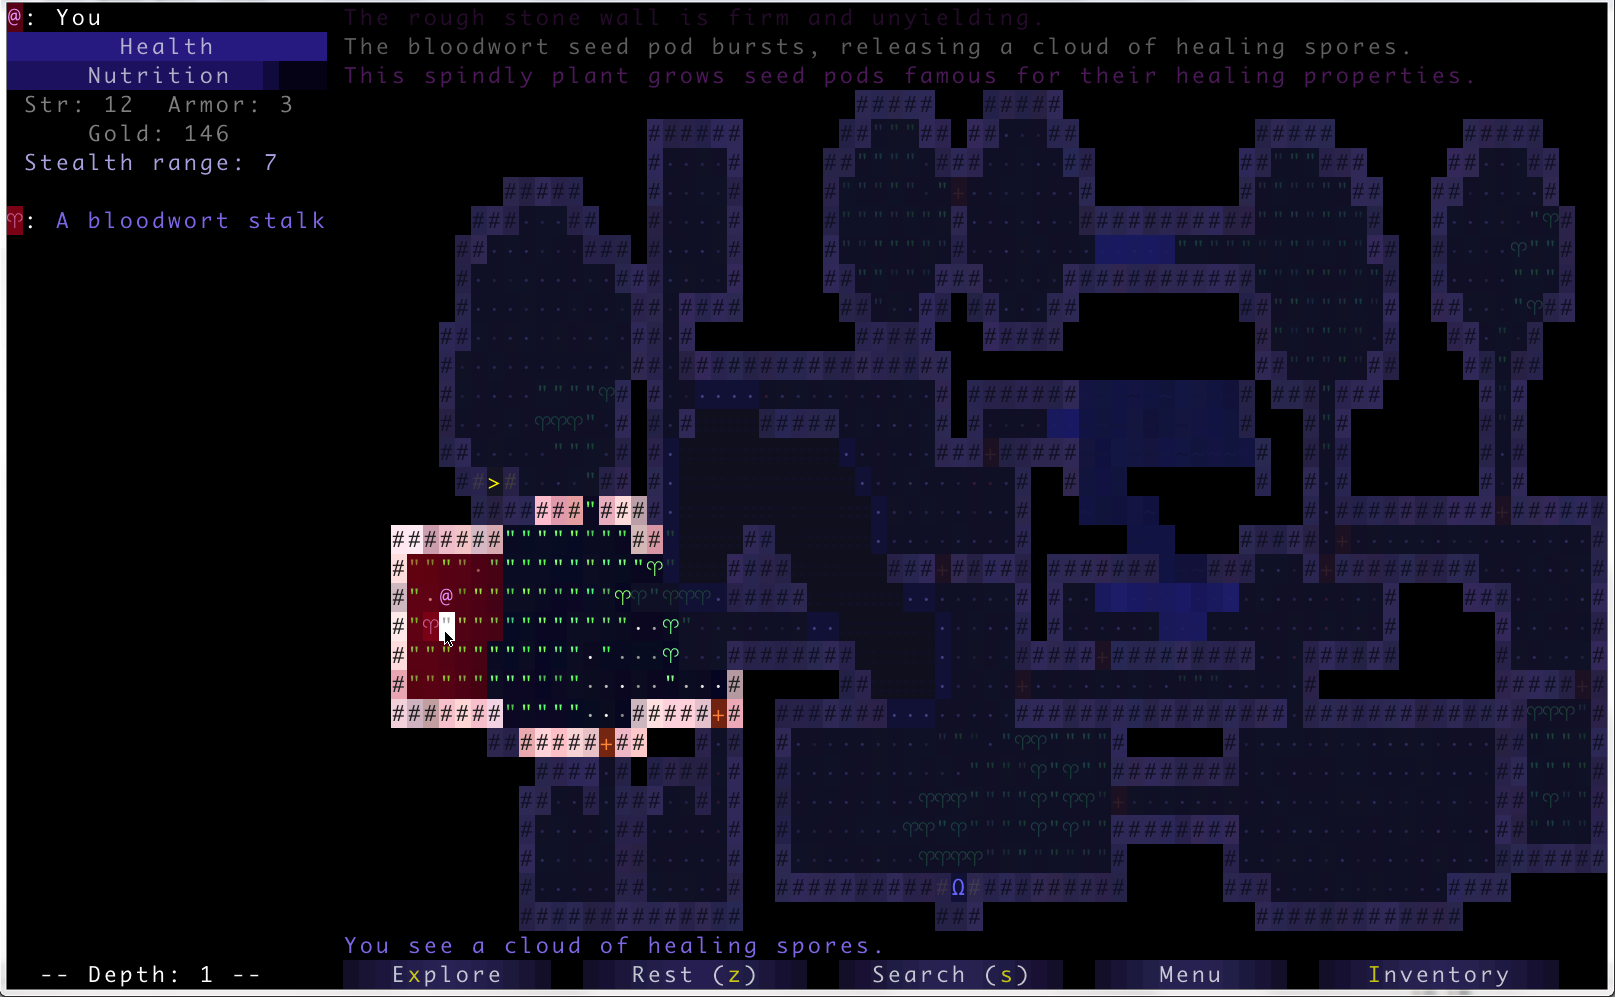 @: You
Health
Nutrition
Str: 12 Armor: 3
Gold: 146
Stealth range: 7
♈: A bloodwort stalk
The rough stone wall is firm and unyielding.
The bloodwort seed pod bursts, releasing a cloud of healing spores.
This spindly plant grows seed pods famous for their healing properties.
You see a cloud of healing spores.
-- Depth: 1 --
Explore
Rest (z)
Search (s)
Menu
Inventory